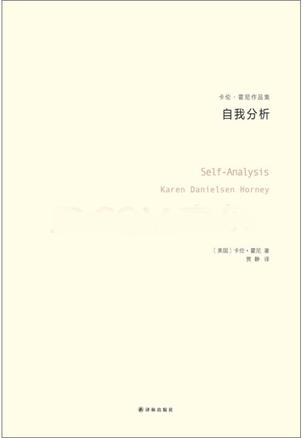 卡伦·霍尼作品集
自我分析
Self-Analysis
Karen Danielsen Horney
〔美国〕卡伦·霍尼 著
贾静 译
译林出版社